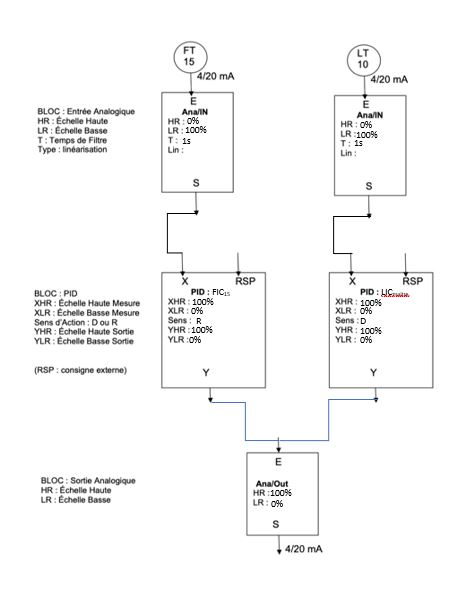 FT
15
LT
10
4/20 mA
4/20 mA
BLOC : Entrée Analogique
HR : Échelle Haute
LR : Échelle Basse
T : Temps de Filtre
Type : linéarisation
E
Ana/IN
HR : 0%
LR : 100%
T : 1s
Lin :
S
E
Ana/IN
HR : 0%
LR : 100%
T : 1s
Lin :
S
BLOC : PID
XHR : Échelle Haute Mesure
XLR : Échelle Basse Mesure
Sens d'Action : D ou R
YHR : Échelle Haute Sortie
YLR : Échelle Basse Sortie
(RSP : consigne externe)
X RSP
PID : FIC15
XHR : 100%
XLR : 0%
Sens : R
YHR : 100%
YLR : 0%
Y
X RSP
PID : LIC
XHR : 100%
XLR : 0%
Sens : D
YHR : 100%
YLR : 0%
Y
BLOC : Sortie Analogique
HR : Échelle Haute
LR : Échelle Basse
E
Ana/Out
HR : 100%
LR : 0%
S
4/20 mA